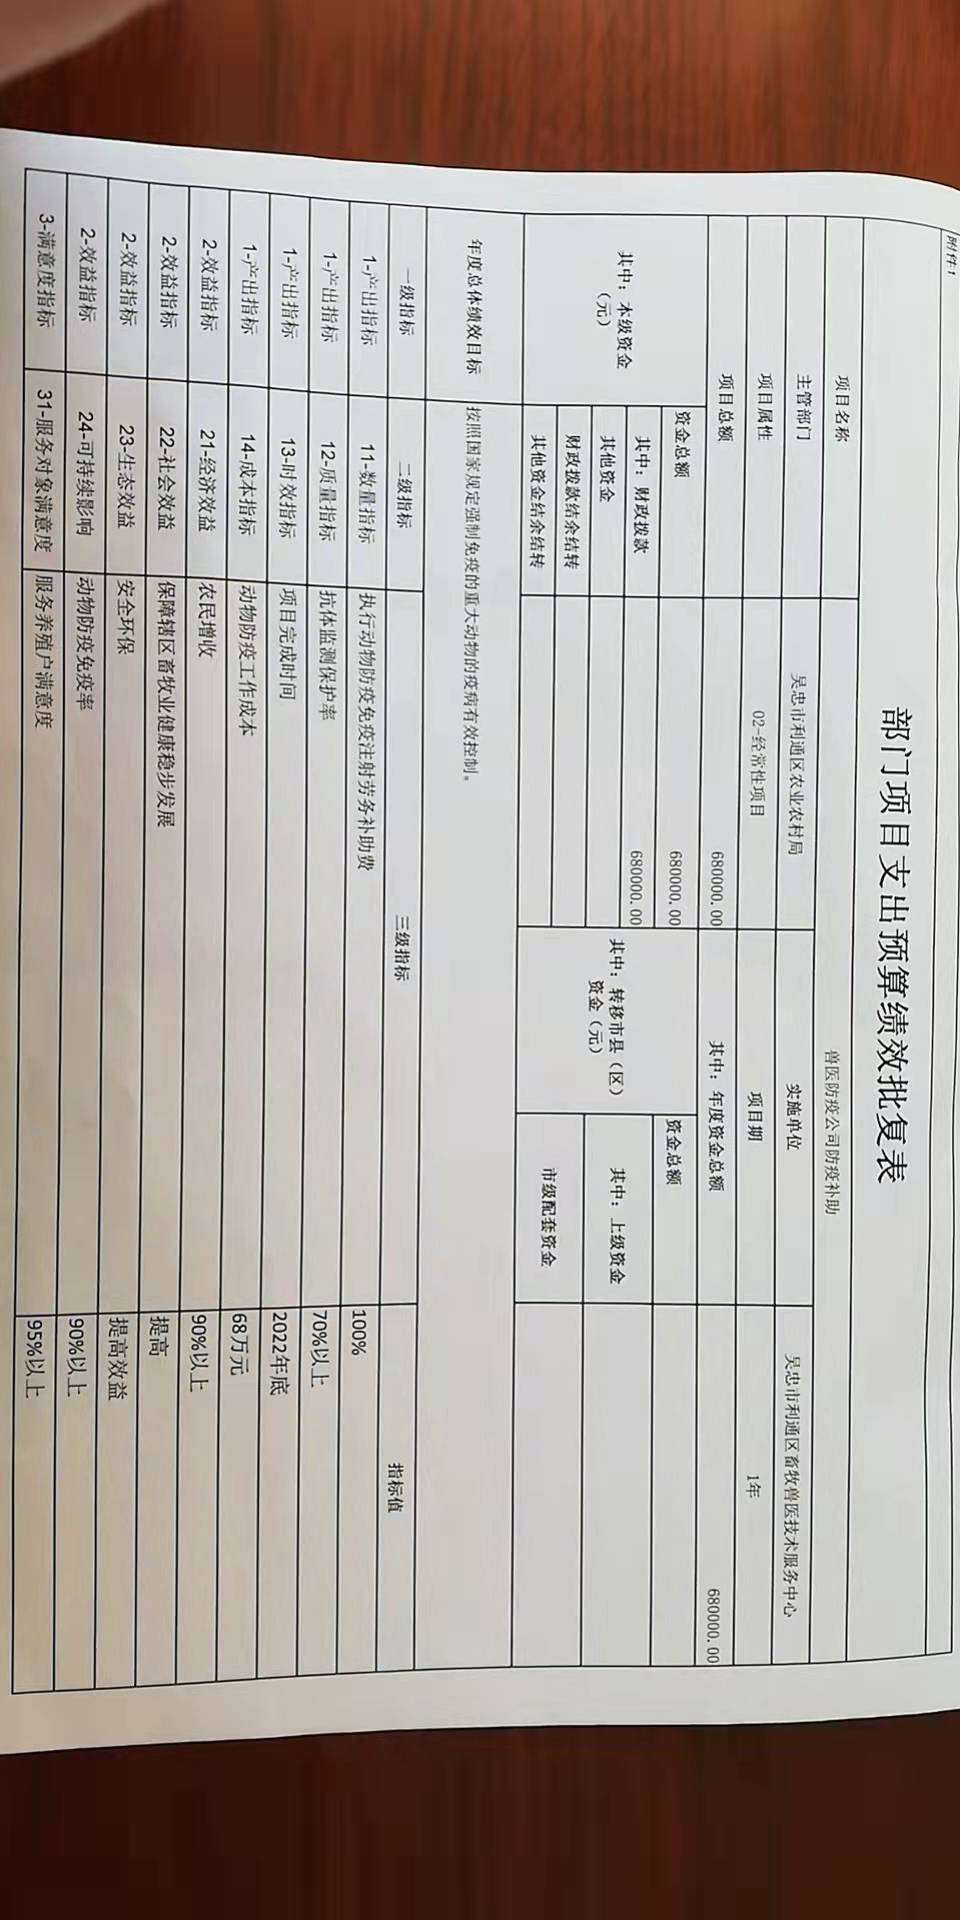 附件1
部门项目支出预算绩效批复表
项目名称 兽医防疫公司防疫补助
主管部门 吴忠市利通区农业农村局 实施单位 吴忠市利通区畜牧兽医技术服务中心
项目属性 02-经常性项目 项目期 1年
项目总额 680000.00 其中：年度资金总额 680000.00
其中：本级资金
（元）
资金总额 680000.00
其中：财政拨款 680000.00
其他资金
财政拨款结余结转
其他资金结余结转
其中：转移市县（区）
资金（元）
资金总额
其中：上级资金
市级配套资金
年度总体绩效目标 按照国家规定强制免疫的重大动物的疫病有效控制。
一级指标 二级指标 三级指标 指标值
1-产出指标 11-数量指标 执行动物防疫免疫注射劳务补助费 100%
1-产出指标 12-质量指标 抗体监测保护率 70%以上
1-产出指标 13-时效指标 项目完成时间 2022年底
1-产出指标 14-成本指标 动物防疫工作成本 68万元
2-效益指标 21-经济效益 农民增收 90%以上
2-效益指标 22-社会效益 保障辖区畜牧业健康稳步发展 提高
2-效益指标 23-生态效益 安全环保 提高效益
2-效益指标 24-可持续影响 动物防疫免疫率 90%以上
3-满意度指标 31-服务对象满意度 服务养殖户满意度 95%以上